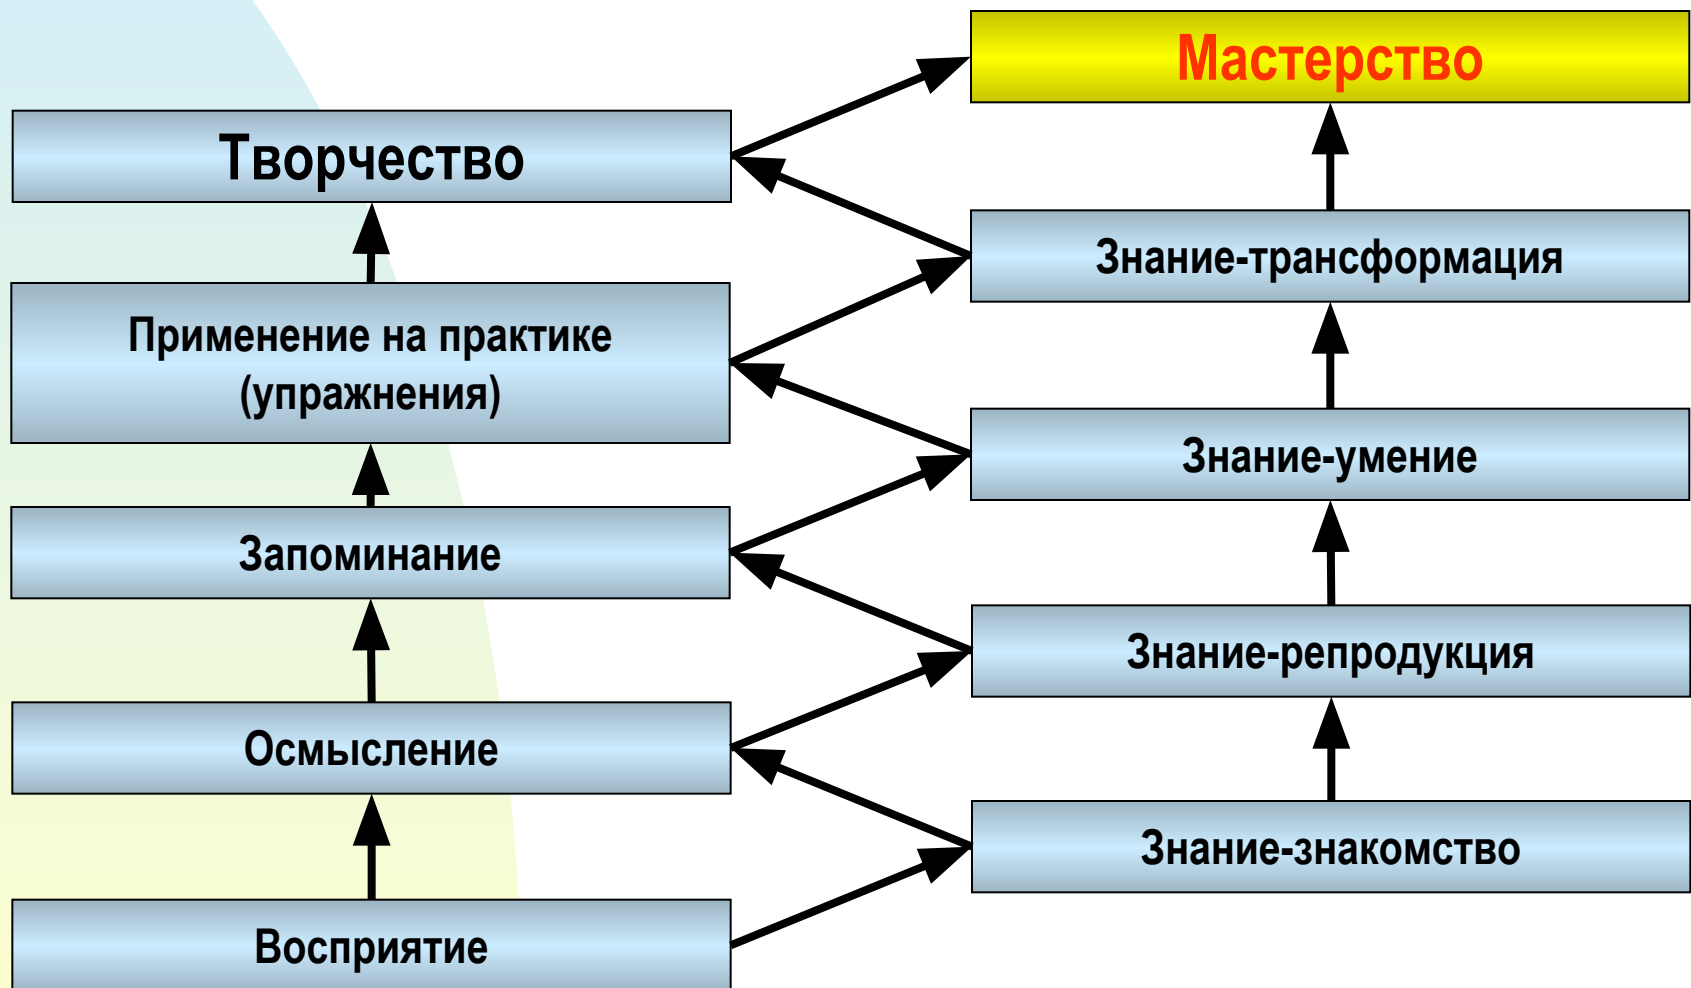 Мастерство
Творчество
Знание-трансформация
Применение на практике
(упражнения)
Знание-умение
Запоминание
Знание-репродукция
Осмысление
Знание-знакомство
Восприятие